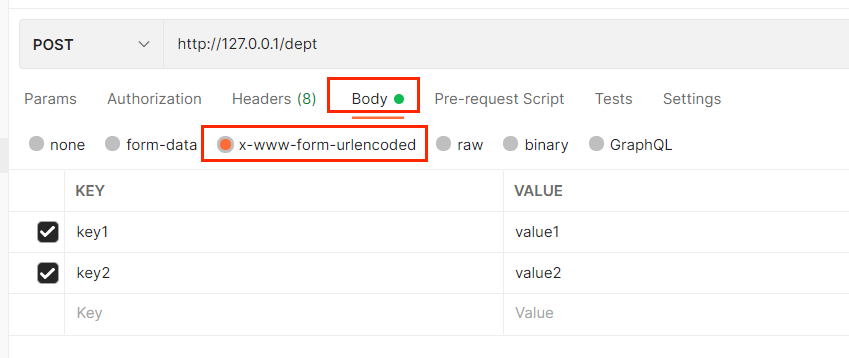 POST http://127.0.0.1/dept
Params Authorization Headers (8) Body Pre-request Script Tests Settings
none form-data x-www-form-urlencoded raw binary GraphQL
KEY VALUE
key1 value1
key2 value2
Key Value